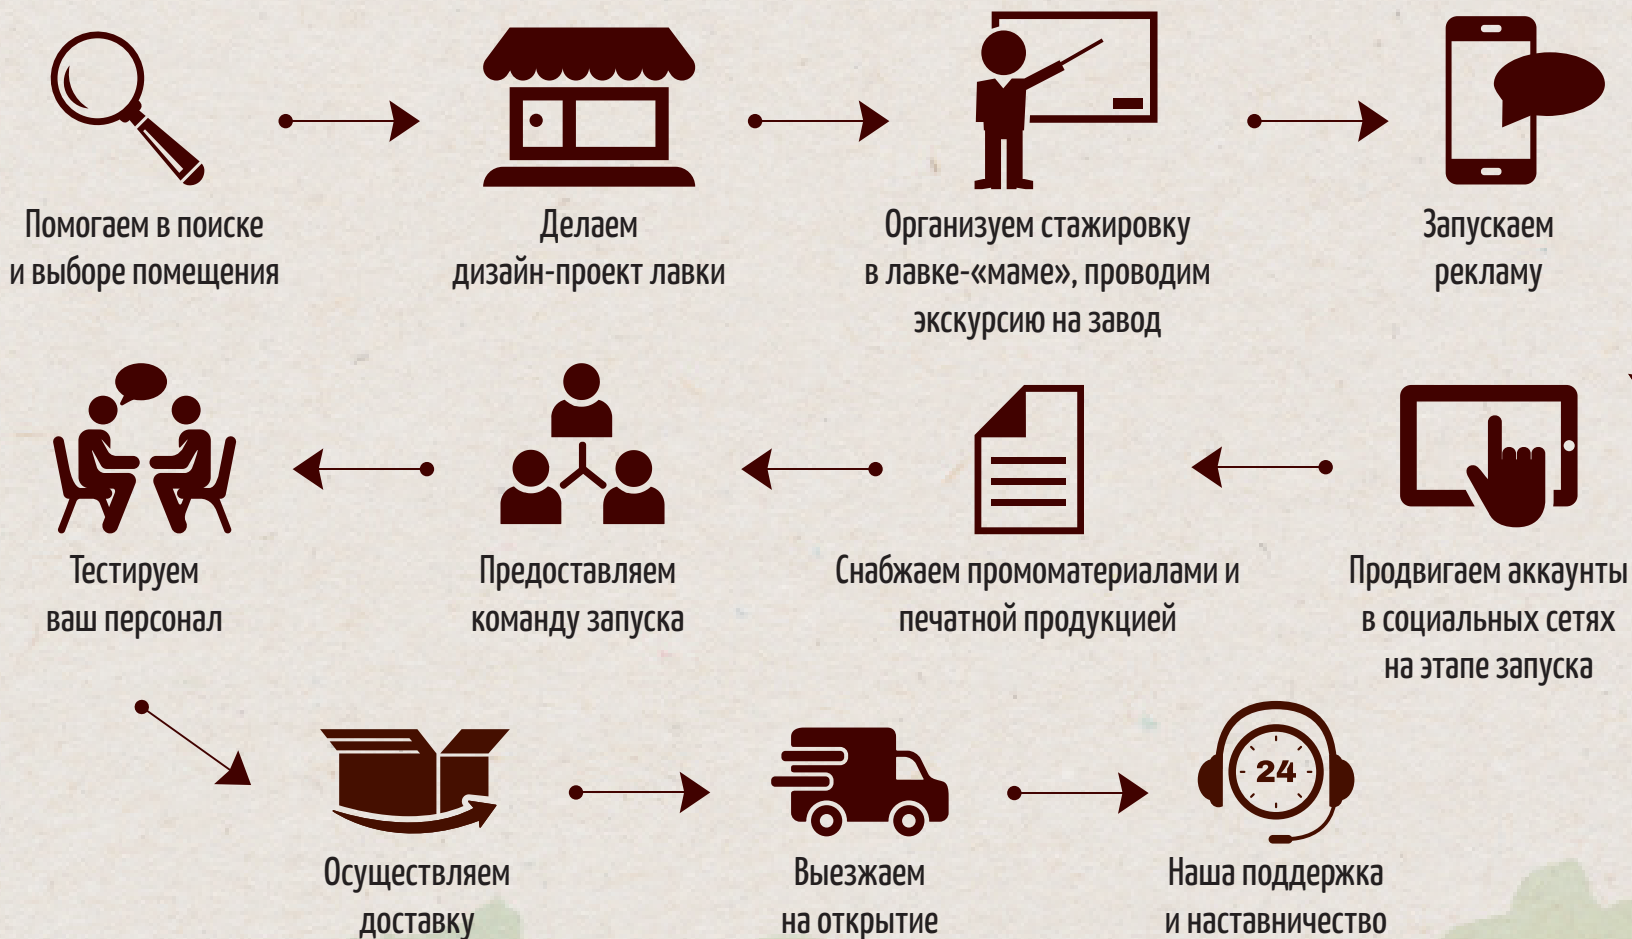 Помогаем в поиске
и выборе помещения
Делаем
дизайн-проект лавки
Организуем стажировку
в лавке-«маме», проводим
экскурсию на завод
Запускаем
рекламу
Продвигаем аккаунты
в социальных сетях
на этапе запуска
Снабжаем промоматериалами и
печатной продукцией
Предоставляем
команду запуска
Тестируем
ваш персонал
Осуществляем
доставку
Выезжаем
на открытие
24
Наша поддержка
и наставничество